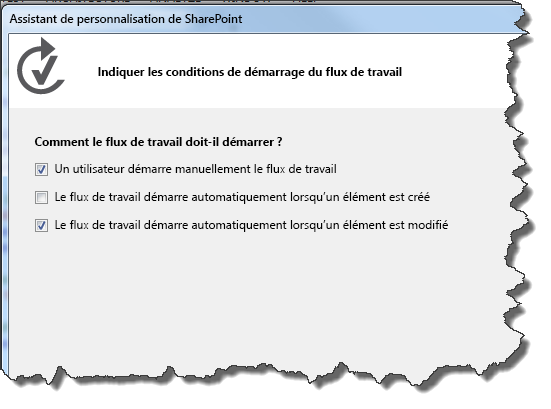 Assistant de personnalisation de SharePoint
Indiquer les conditions de démarrage du flux de travail
Comment le flux de travail doit-il démarrer ?
Un utilisateur démarre manuellement le flux de travail
Le flux de travail démarre automatiquement lorsqu'un élément est créé
Le flux de travail démarre automatiquement lorsqu'un élément est modifié